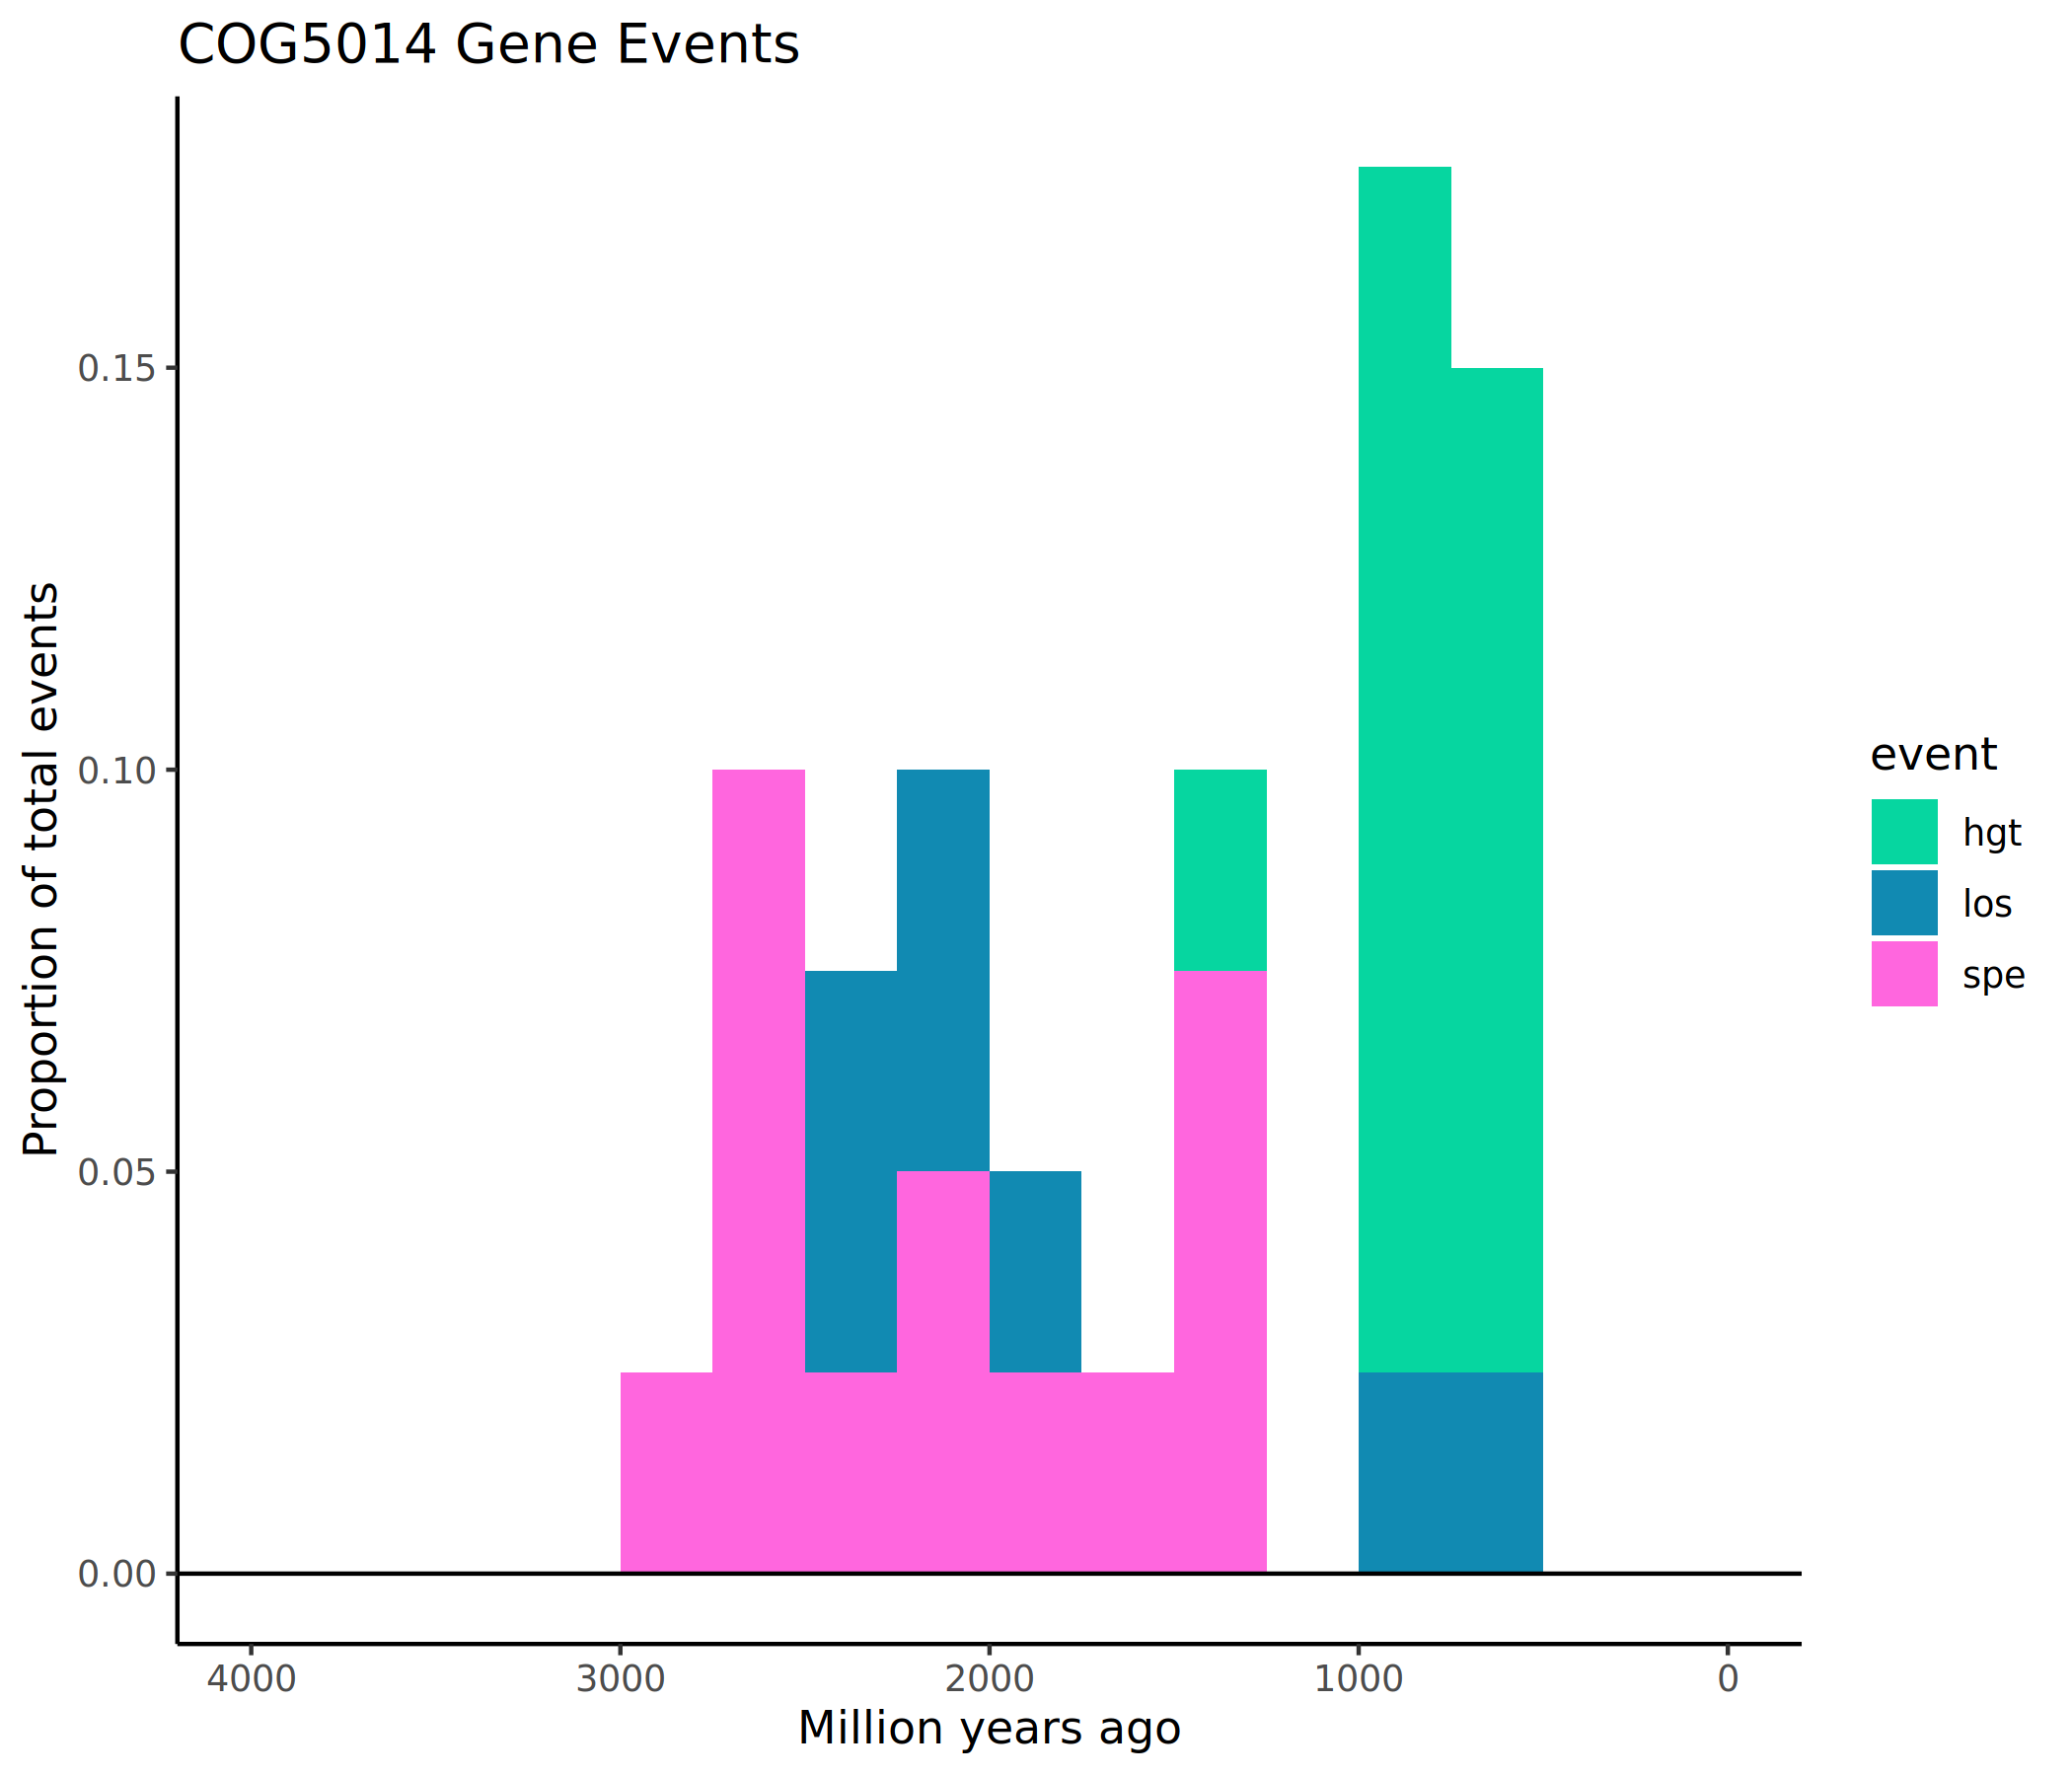 COG5014 Gene Events
Proportion of total events
0.15
0.10
0.05
0.00
4000 3000 2000 1000 0
Million years ago
event
hgt
los
spe